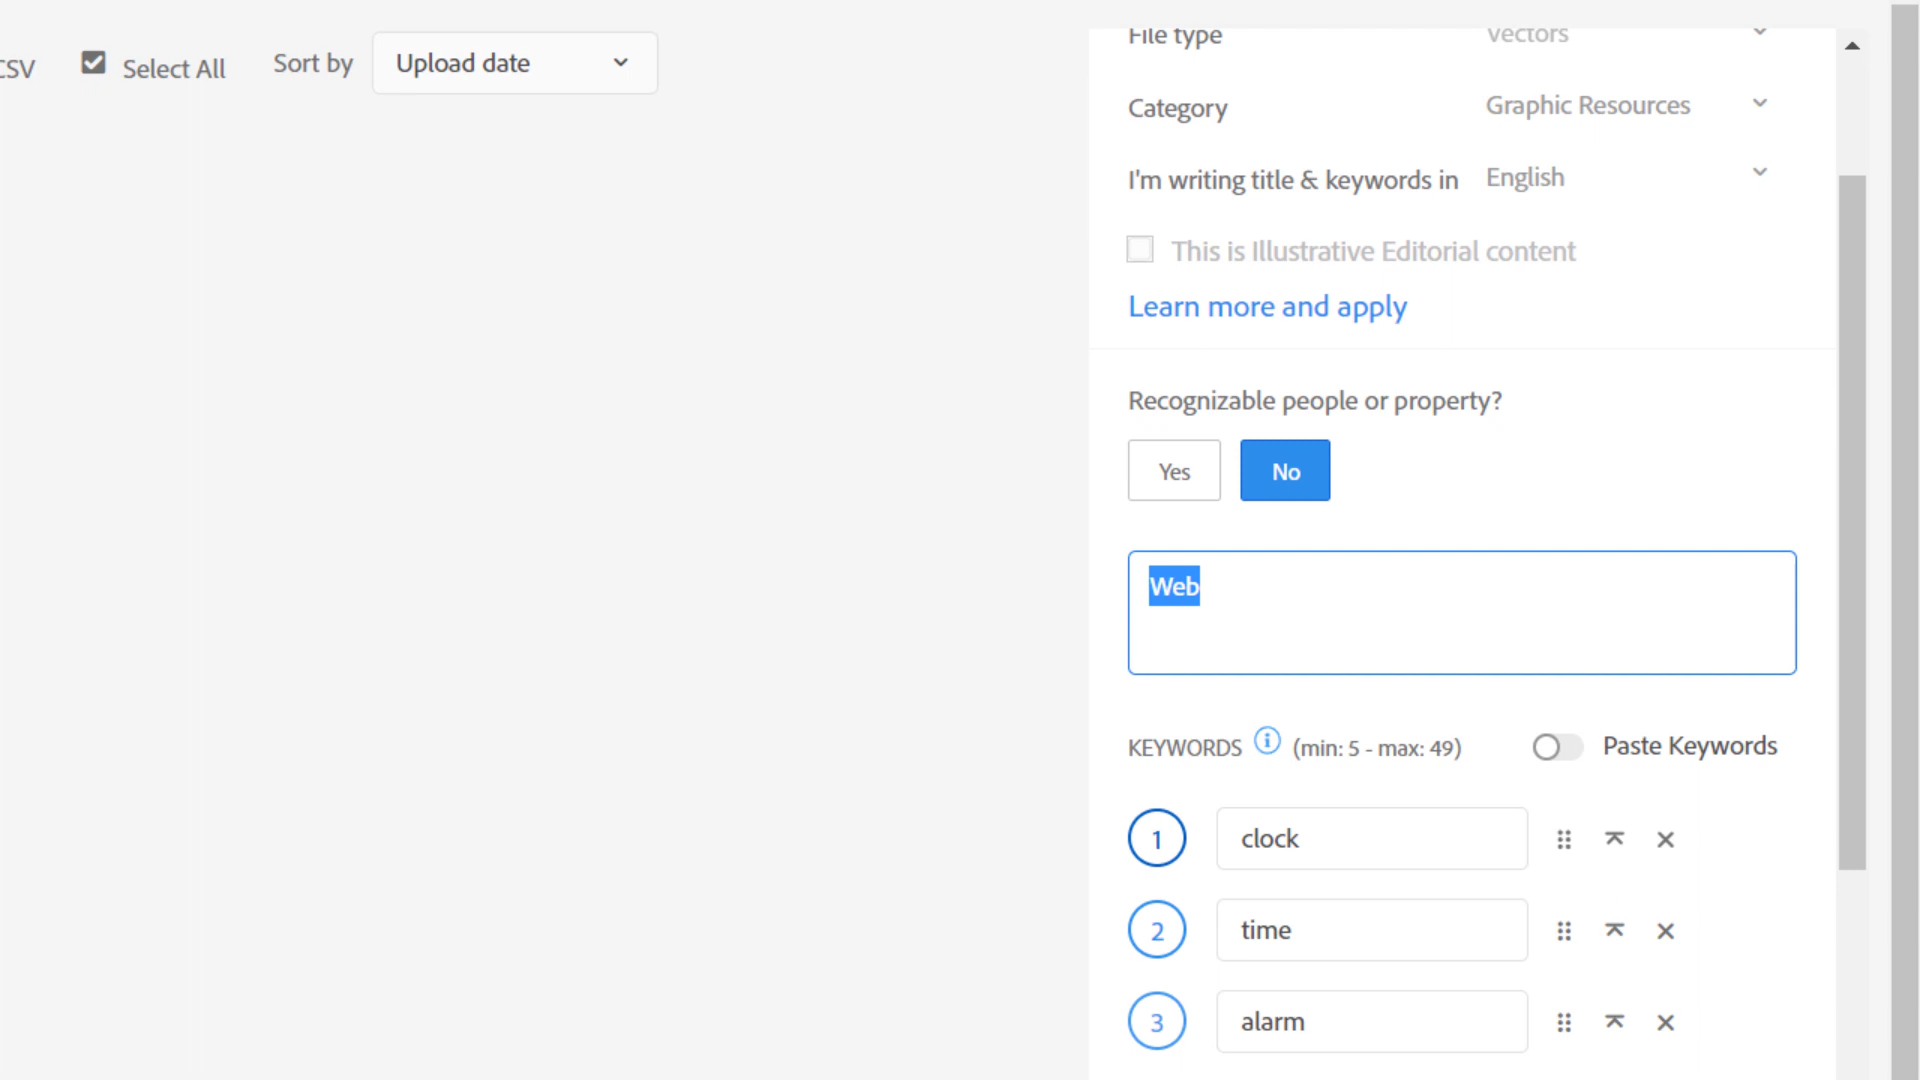 CSV Select All Sort by Upload date
File type Vectors
Category Graphic Resources
I'm writing title & keywords in English
This is Illustrative Editorial content
Learn more and apply
Recognizable people or property?
Yes No
Web
KEYWORDS i (min: 5 - max: 49) Paste Keywords
1 clock
2 time
3 alarm